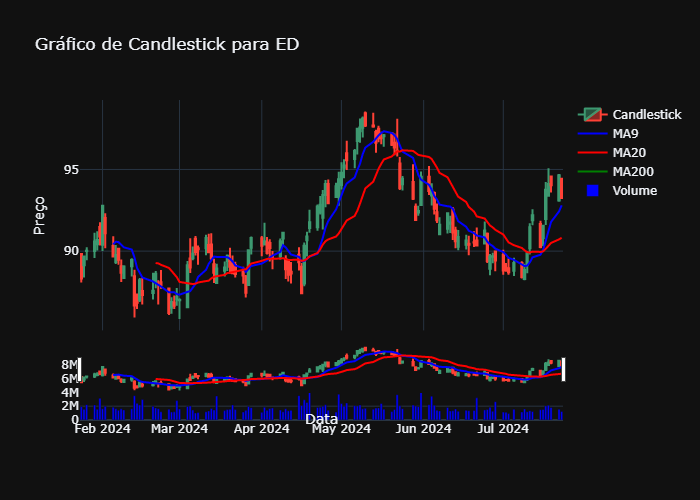 Gráfico de Candlestick para ED
Candlestick
MA9
MA20
MA200
Volume
Preço
95
90
8M
6M
4M
2M
0
Data
Feb 2024
Mar 2024
Apr 2024
May 2024
Jun 2024
Jul 2024